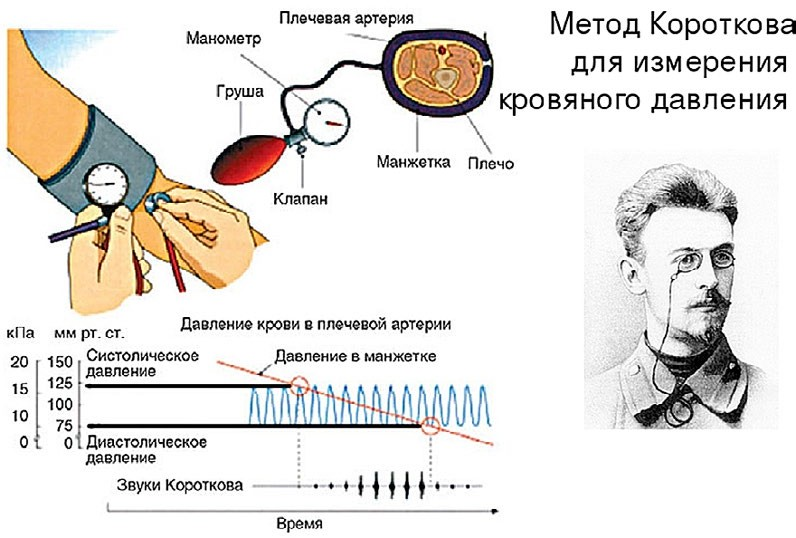 Метод Короткова
для измерения
кровяного давления
Плечевая артерия
Манометр
Груша
Манжетка
Плечо
Клапан
Давление крови в плечевой артерии
кПа мм рт. ст.
Систолическое
давление
Давление в манжетке
20 150
15 125
100
10 75
0 0
Диастолическое
давление
Звуки Короткова
Время